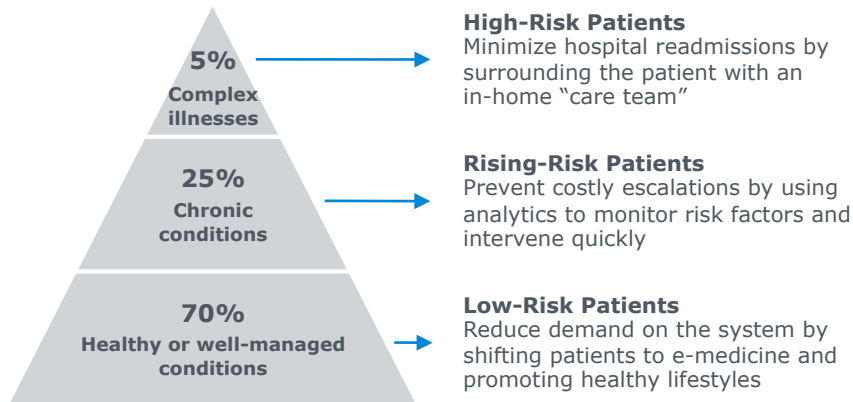 5%
Complex
illnesses
High-Risk Patients
Minimize hospital readmissions by
surrounding the patient with an
in-home “care team”
25%
Chronic
conditions
Rising-Risk Patients
Prevent costly escalations by using
analytics to monitor risk factors and
intervene quickly
70%
Healthy or well-managed
conditions
Low-Risk Patients
Reduce demand on the system by
shifting patients to e-medicine and
promoting healthy lifestyles